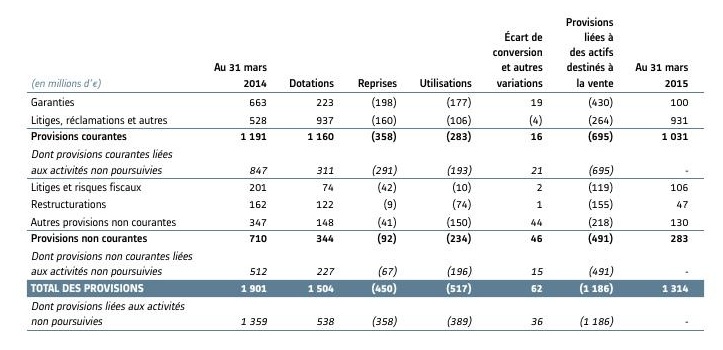 Provisions
liées à
Écart de des actifs
conversion destinés à
Au 31 mars et autres la vente Au 31 mars
(en millions d'€) 2014 Dotations Reprises Utilisations variations 2015
Garanties 663 223 (198) (177) 19 (430) 100
Litiges, réclamations et autres 528 937 (160) (106) (4) (264) 931
Provisions courantes 1 191 1 160 (358) (283) 16 (695) 1 031
Dont provisions courantes liées
aux activités non poursuivies 847 311 (291) (193) 21 (695) -
Litiges et risques fiscaux 201 74 (42) (10) 2 (119) 106
Restructurations 162 122 (9) (74) 1 (155) 47
Autres provisions non courantes 347 148 (41) (150) 44 (218) 130
Provisions non courantes 710 344 (92) (234) 46 (491) 283
Dont provisions non courantes liées
aux activités non poursuivies 512 227 (67) (196) 15 (491) -
TOTAL DES PROVISIONS 1 901 1 504 (450) (517) 62 (1 186) 1 314
Dont provisions liées aux activités
non poursuivies 1 359 538 (358) (389) 36 (1 186) -